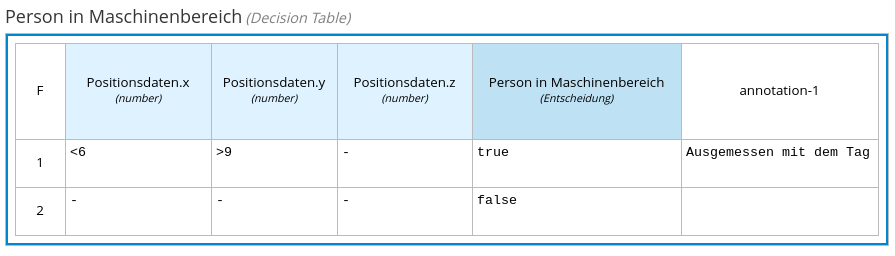 Person in Maschinenbereich (Decision Table)
F Positionsdaten.x Positionsdaten.y Positionsdaten.z Person in Maschinenbereich annotation-1
(number) (number) (number) (Entscheidung)
1 <6 >9 - true Ausgemessen mit dem Tag
2 - - - false